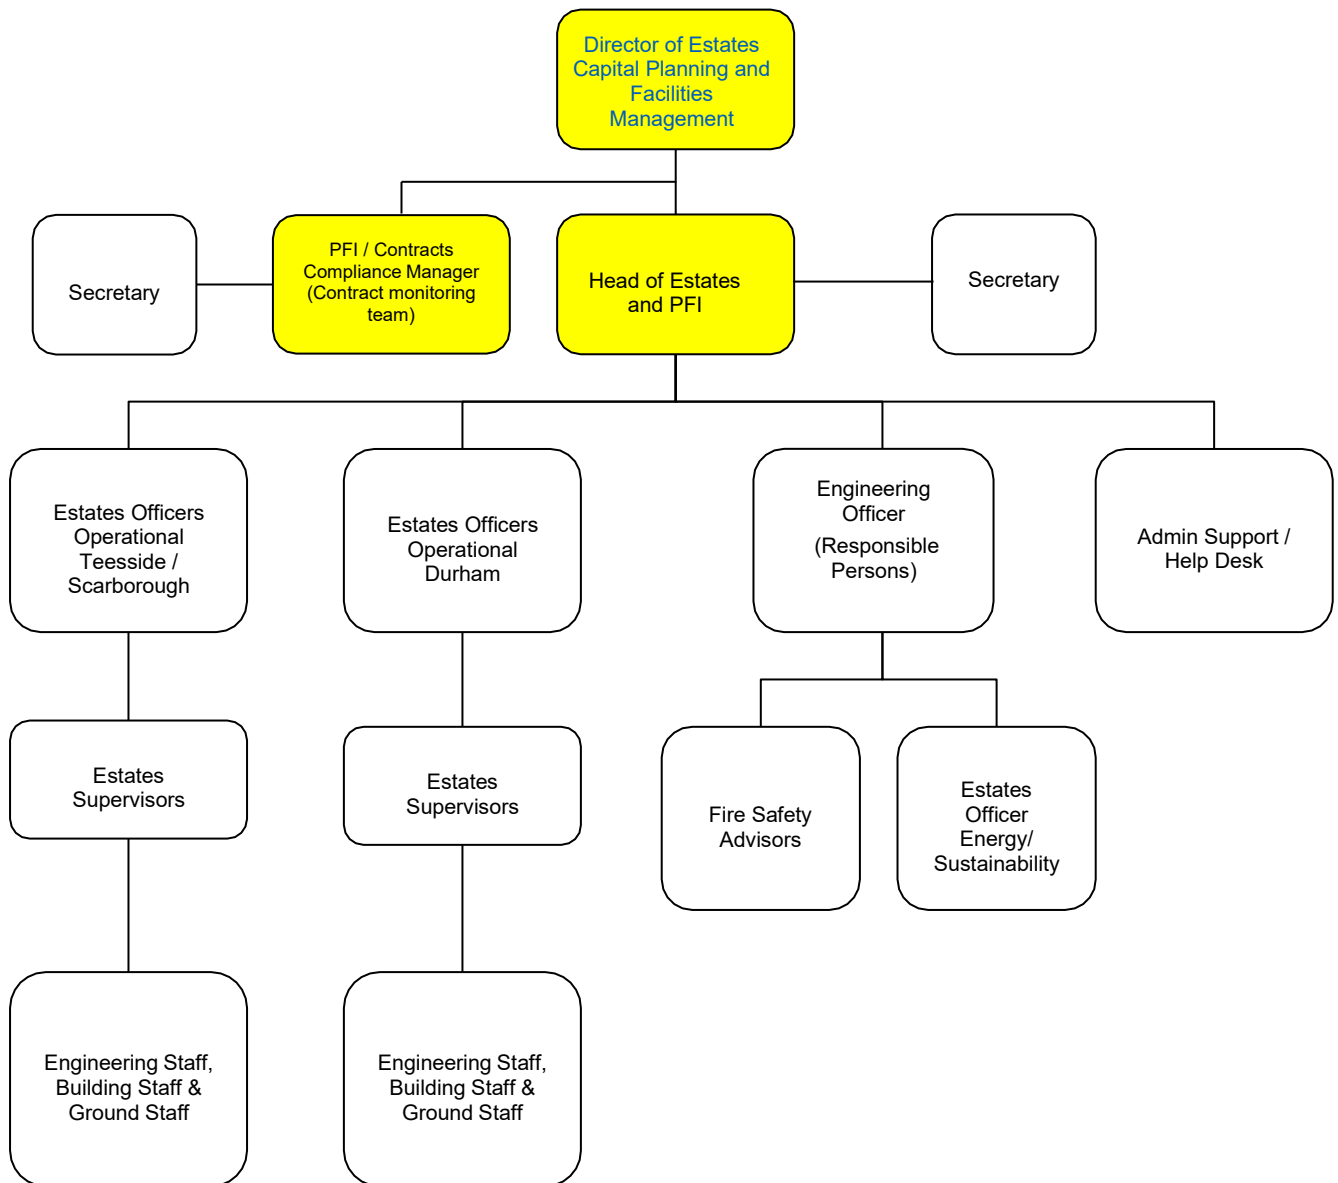 Director of Estates
Capital Planning and
Facilities
Management
Secretary
PFI / Contracts
Compliance Manager
(Contract monitoring
team)
Head of Estates
and PFI
Secretary
Estates Officers
Operational
Teesside /
Scarborough
Estates Officers
Operational
Durham
Engineering
Officer
(Responsible
Persons)
Admin Support /
Help Desk
Estates
Supervisors
Estates
Supervisors
Fire Safety
Advisors
Estates
Officer
Energy/
Sustainability
Engineering Staff,
Building Staff &
Ground Staff
Engineering Staff,
Building Staff &
Ground Staff